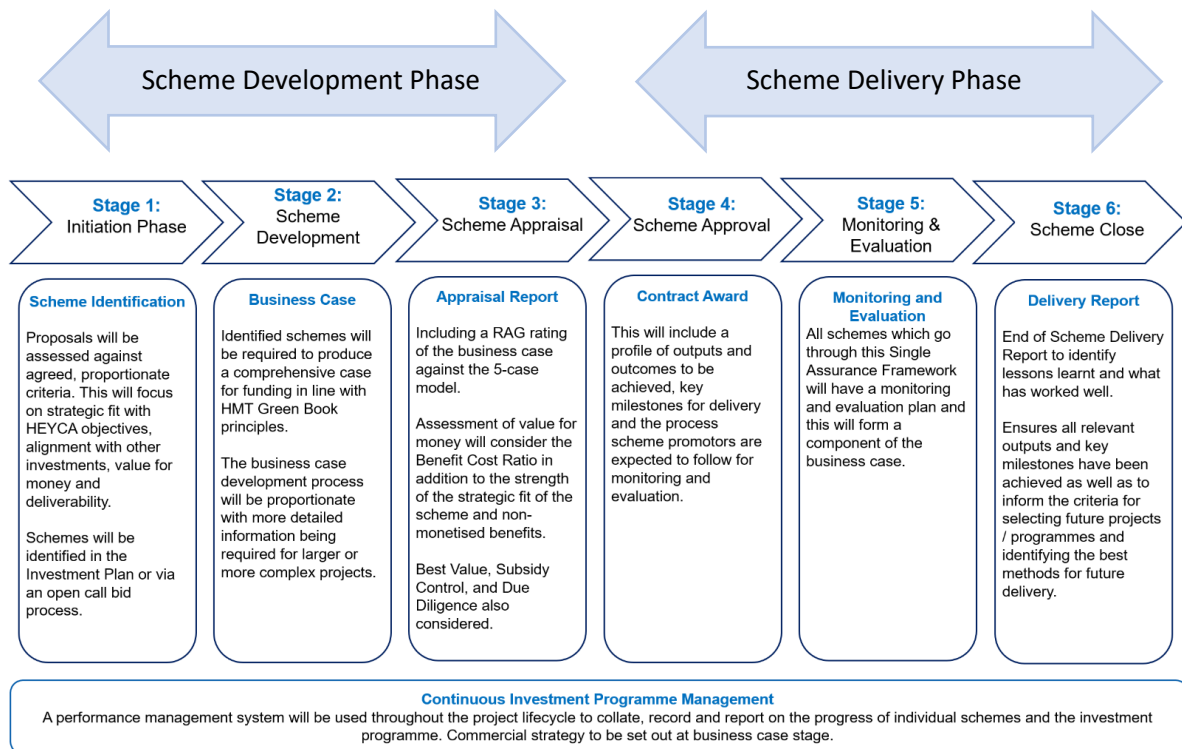 Scheme Development Phase
Scheme Delivery Phase
Stage 1:
Initiation Phase
Stage 2:
Scheme
Development
Stage 3:
Scheme Appraisal
Stage 4:
Scheme Approval
Stage 5:
Monitoring &
Evaluation
Stage 6:
Scheme Close
Scheme Identification
Proposals will be
assessed against
agreed, proportionate
criteria. This will focus
on strategic fit with
HEYCA objectives,
alignment with other
investments, value for
money and
deliverability.
Schemes will be
identified in the
Investment Plan or via
an open call bid
process.
Business Case
Identified schemes will
be required to produce
a comprehensive case
for funding in line with
HMT Green Book
principles.
The business case
development process
will be proportionate
with more detailed
information being
required for larger or
more complex projects.
Appraisal Report
Including a RAG rating
of the business case
against the 5-case
model.
Assessment of value for
money will consider the
Benefit Cost Ratio in
addition to the strength
of the strategic fit of the
scheme and non-
monetised benefits.
Best Value, Subsidy
Control, and Due
Diligence also
considered.
Contract Award
This will include a
profile of outputs and
outcomes to be
achieved, key
milestones for delivery
and the process
scheme promotors are
expected to follow for
monitoring and
evaluation.
Monitoring and
Evaluation
All schemes which go
through this Single
Assurance Framework
will have a monitoring
and evaluation plan and
this will form a
component of the
business case.
Delivery Report
End of Scheme Delivery
Report to identify
lessons learnt and what
has worked well.
Ensures all relevant
outputs and key
milestones have been
achieved as well as to
inform the criteria for
selecting future projects
/ programmes and
identifying the best
methods for future
delivery.
Continuous Investment Programme Management
A performance management system will be used throughout the project lifecycle to collate, record and report on the progress of individual schemes and the investment
programme. Commercial strategy to be set out at business case stage.